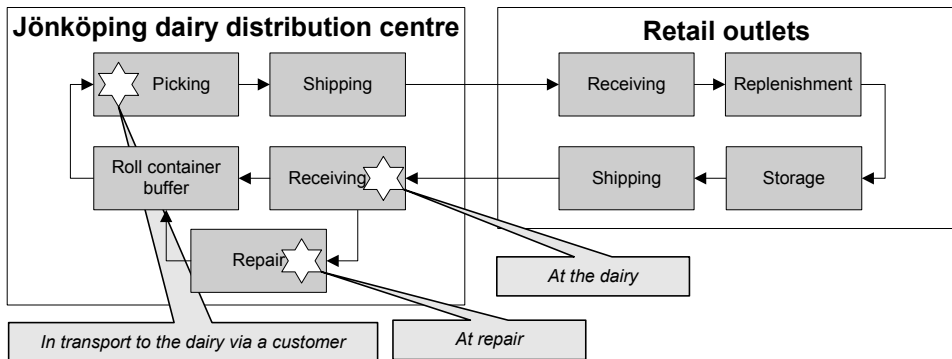 Jönköping dairy distribution centre
Retail outlets
Picking
Shipping
Receiving
Replenishment
Roll container
buffer
Receiving
Shipping
Storage
Repair
At the dairy
In transport to the dairy via a customer
At repair